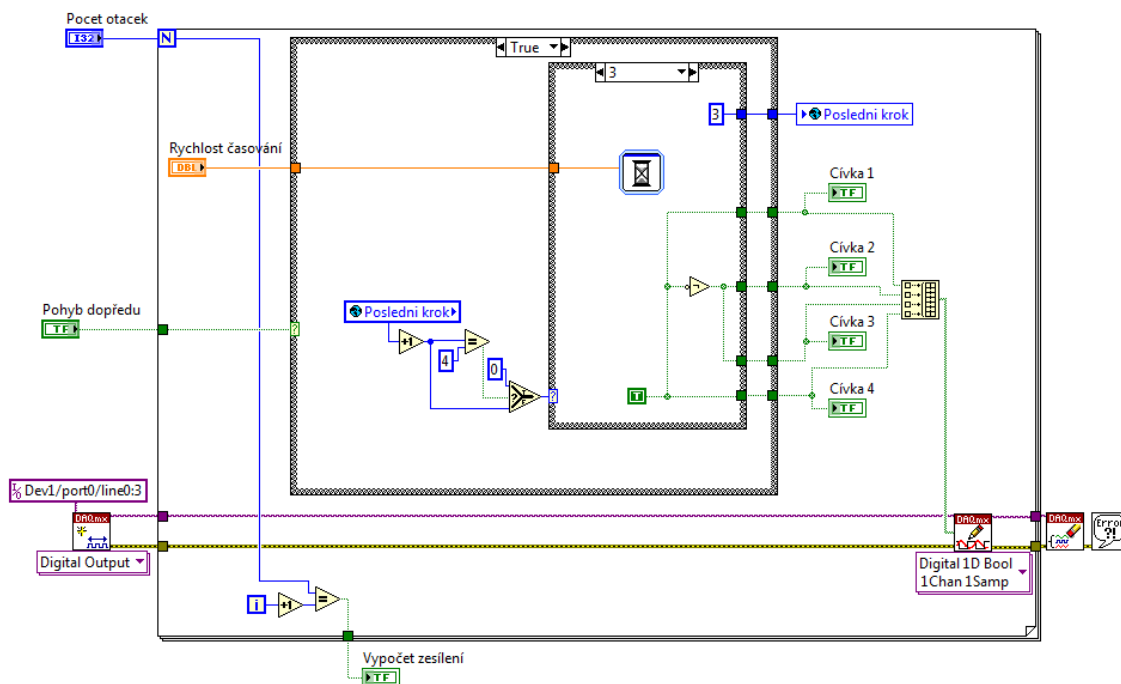 Pocet otacek
I32
N
True
3
3
Posledni krok
Rychlost časování
DBL
Cívka 1
TF
Cívka 2
TF
Pohyb dopředu
TF
?
Posledni krok
+1
=
4
0
?
T
F
?
T
Cívka 3
TF
Cívka 4
TF
I/O Dev1/port0/line0:3
DAQmx
Digital Output
DAQmx
Digital 1D Bool
1Chan 1Samp
DAQmx
Error
?!
i
+1
=
Vypočet zesílení
TF